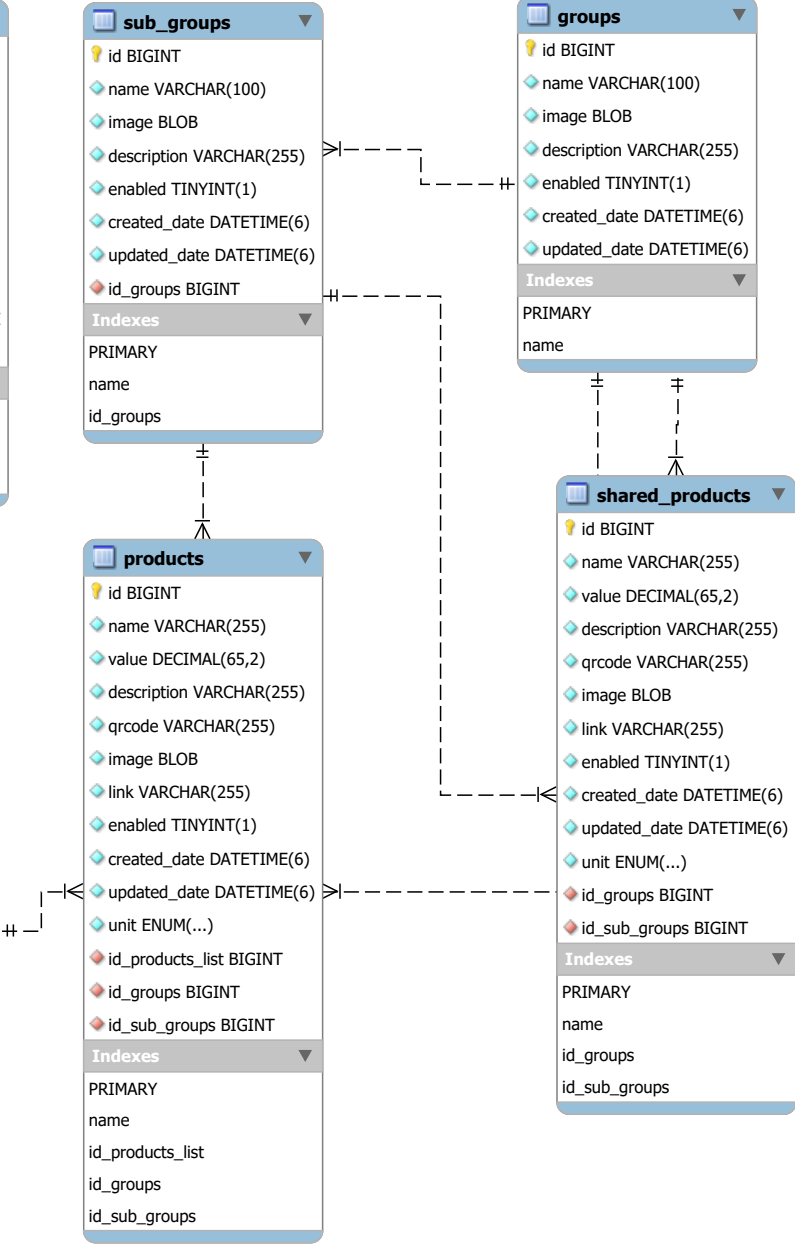 sub_groups
id BIGINT
name VARCHAR(100)
image BLOB
description VARCHAR(255)
enabled TINYINT(1)
created_date DATETIME(6)
updated_date DATETIME(6)
id_groups BIGINT
Indexes
PRIMARY
name
id_groups
groups
id BIGINT
name VARCHAR(100)
image BLOB
description VARCHAR(255)
enabled TINYINT(1)
created_date DATETIME(6)
updated_date DATETIME(6)
Indexes
PRIMARY
name
products
id BIGINT
name VARCHAR(255)
value DECIMAL(65,2)
description VARCHAR(255)
qrcode VARCHAR(255)
image BLOB
link VARCHAR(255)
enabled TINYINT(1)
created_date DATETIME(6)
updated_date DATETIME(6)
unit ENUM(...)
id_products_list BIGINT
id_groups BIGINT
id_sub_groups BIGINT
Indexes
PRIMARY
name
id_products_list
id_groups
id_sub_groups
shared_products
id BIGINT
name VARCHAR(255)
value DECIMAL(65,2)
description VARCHAR(255)
qrcode VARCHAR(255)
image BLOB
link VARCHAR(255)
enabled TINYINT(1)
created_date DATETIME(6)
updated_date DATETIME(6)
unit ENUM(...)
id_groups BIGINT
id_sub_groups BIGINT
Indexes
PRIMARY
name
id_groups
id_sub_groups